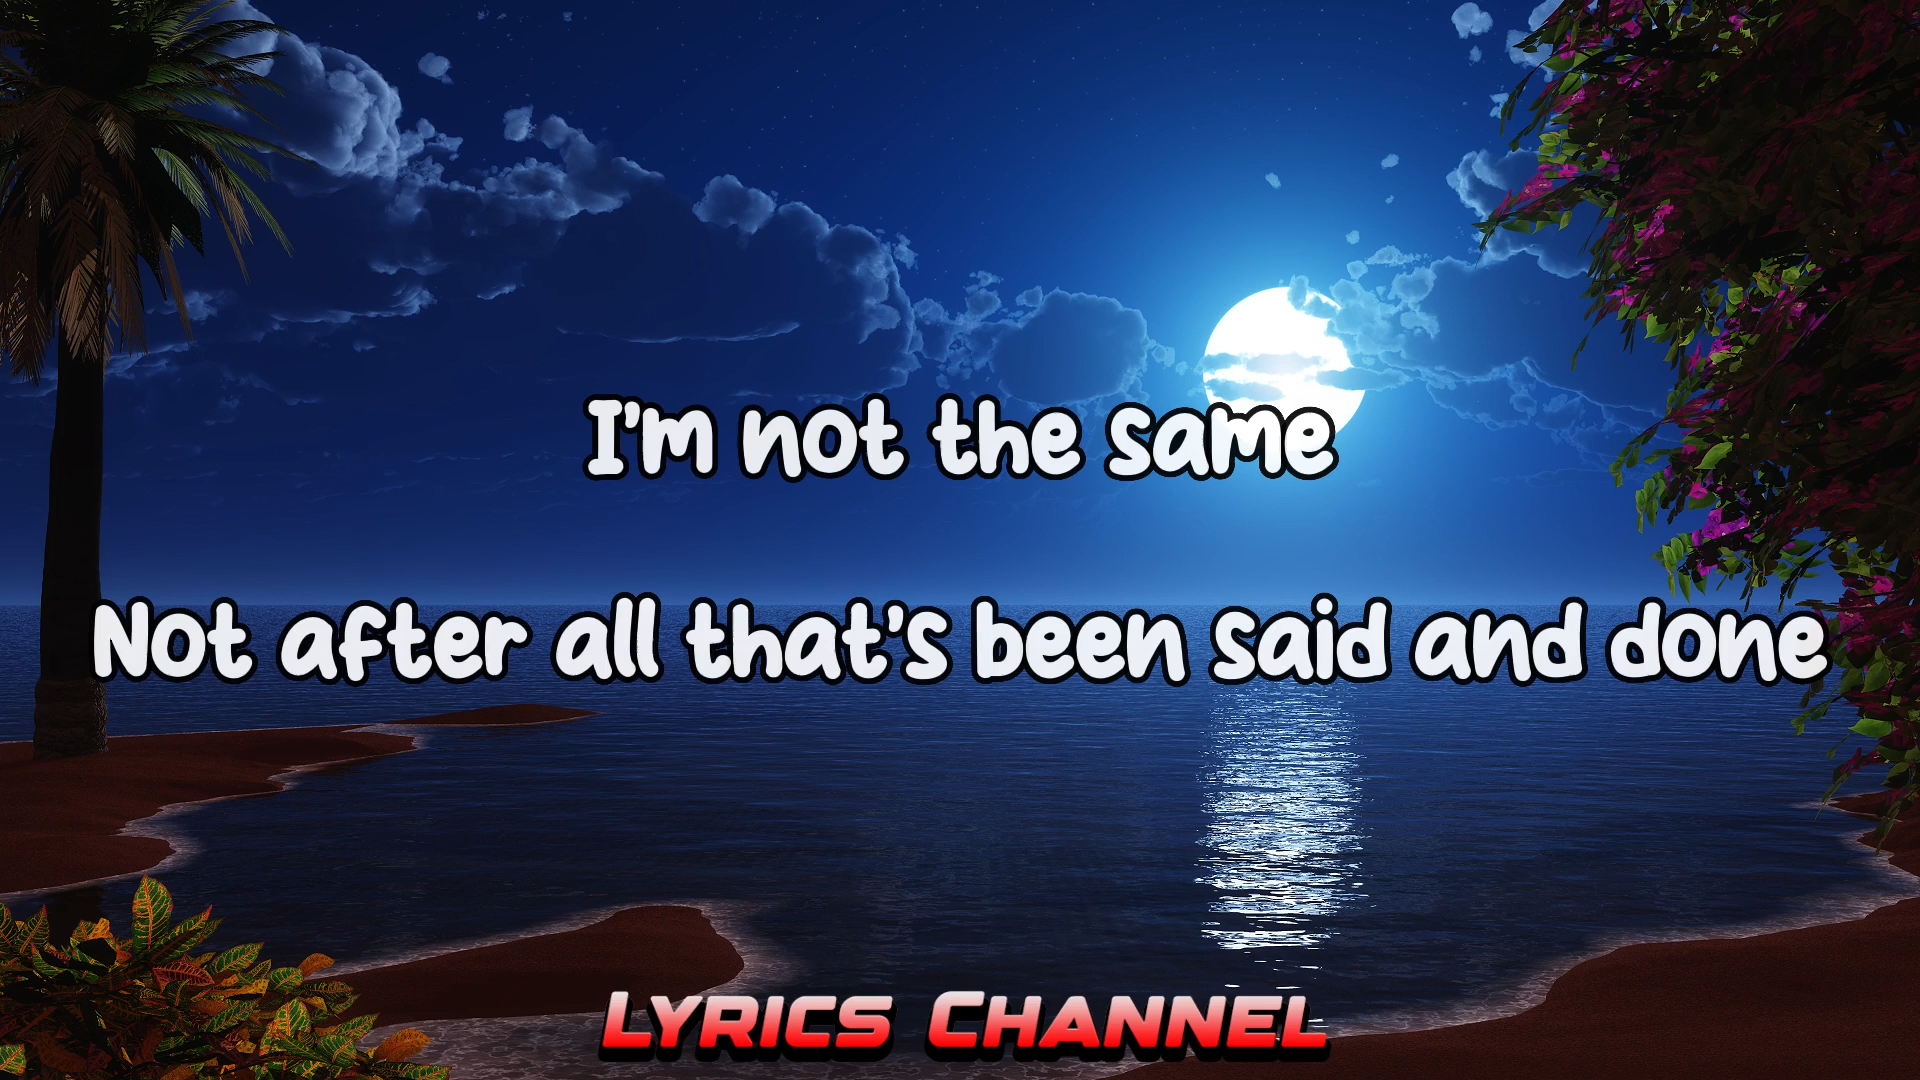 I'm not the same
Not after all that's been said and done
Lyrics Channel